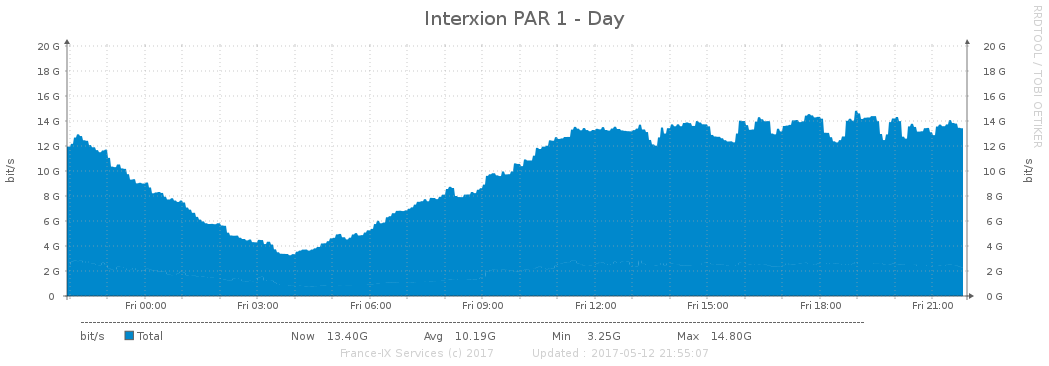 Interxion PAR 1 - Day
RRDTOOL / TOBI OETIKER
20 G 20 G
18 G 18 G
16 G 16 G
14 G 14 G
12 G 12 G
10 G 10 G
8 G 8 G
6 G 6 G
4 G 4 G
2 G 2 G
0 0 G
bit/s
bit/s
Fri 00:00 Fri 03:00 Fri 06:00 Fri 09:00 Fri 12:00 Fri 15:00 Fri 18:00 Fri 21:00
bit/s Total Now 13.40G Avg 10.19G Min 3.25G Max 14.80G
France-IX Services (c) 2017 Updated : 2017-05-12 21:55:07